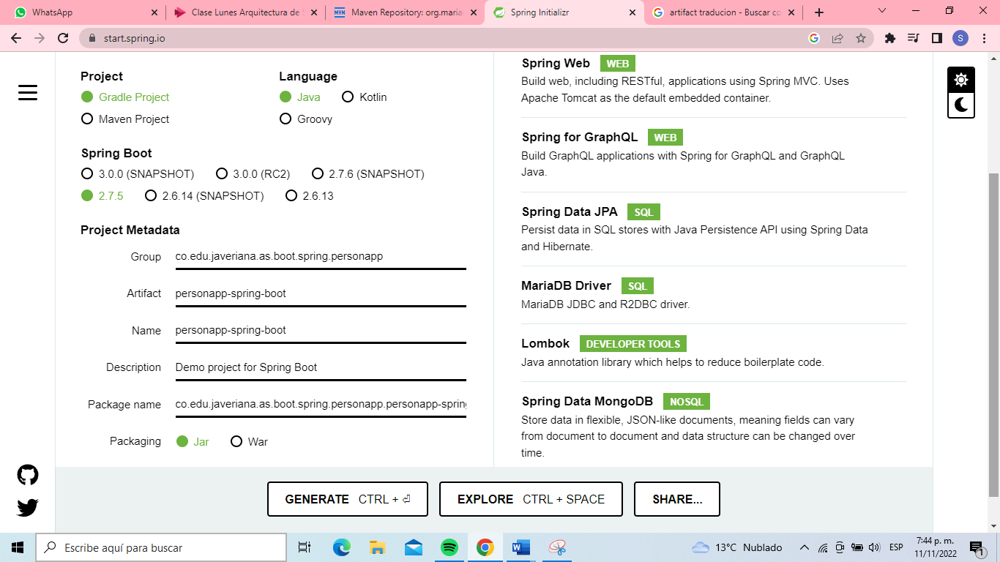 WhatsApp
Clase Lunes Arquitectura de S
Maven Repository: org.maria
Spring Initializr
artifact traducion - Buscar co
start.spring.io
S
Project
Gradle Project
Maven Project
Language
Java
Kotlin
Groovy
Spring Boot
3.0.0 (SNAPSHOT)
3.0.0 (RC2)
2.7.6 (SNAPSHOT)
2.7.5
2.6.14 (SNAPSHOT)
2.6.13
Project Metadata
Group
co.edu.javeriana.as.boot.spring.personapp
Artifact
personapp-spring-boot
Name
personapp-spring-boot
Description
Demo project for Spring Boot
Package name
co.edu.javeriana.as.boot.spring.personapp.personapp-spring
Packaging
Jar
War
Spring Web WEB
Build web, including RESTful, applications using Spring MVC. Uses
Apache Tomcat as the default embedded container.
Spring for GraphQL WEB
Build GraphQL applications with Spring for GraphQL and GraphQL
Java.
Spring Data JPA SQL
Persist data in SQL stores with Java Persistence API using Spring Data
and Hibernate.
MariaDB Driver SQL
MariaDB JDBC and R2DBC driver.
Lombok DEVELOPER TOOLS
Java annotation library which helps to reduce boilerplate code.
Spring Data MongoDB NOSQL
Store data in flexible, JSON-like documents, meaning fields can vary
from document to document and data structure can be changed over
time.
GENERATE CTRL + ⏎
EXPLORE CTRL + SPACE
SHARE...
Escribe aquí para buscar
13°C Nublado
ESP
7:44 p. m.
11/11/2022
1